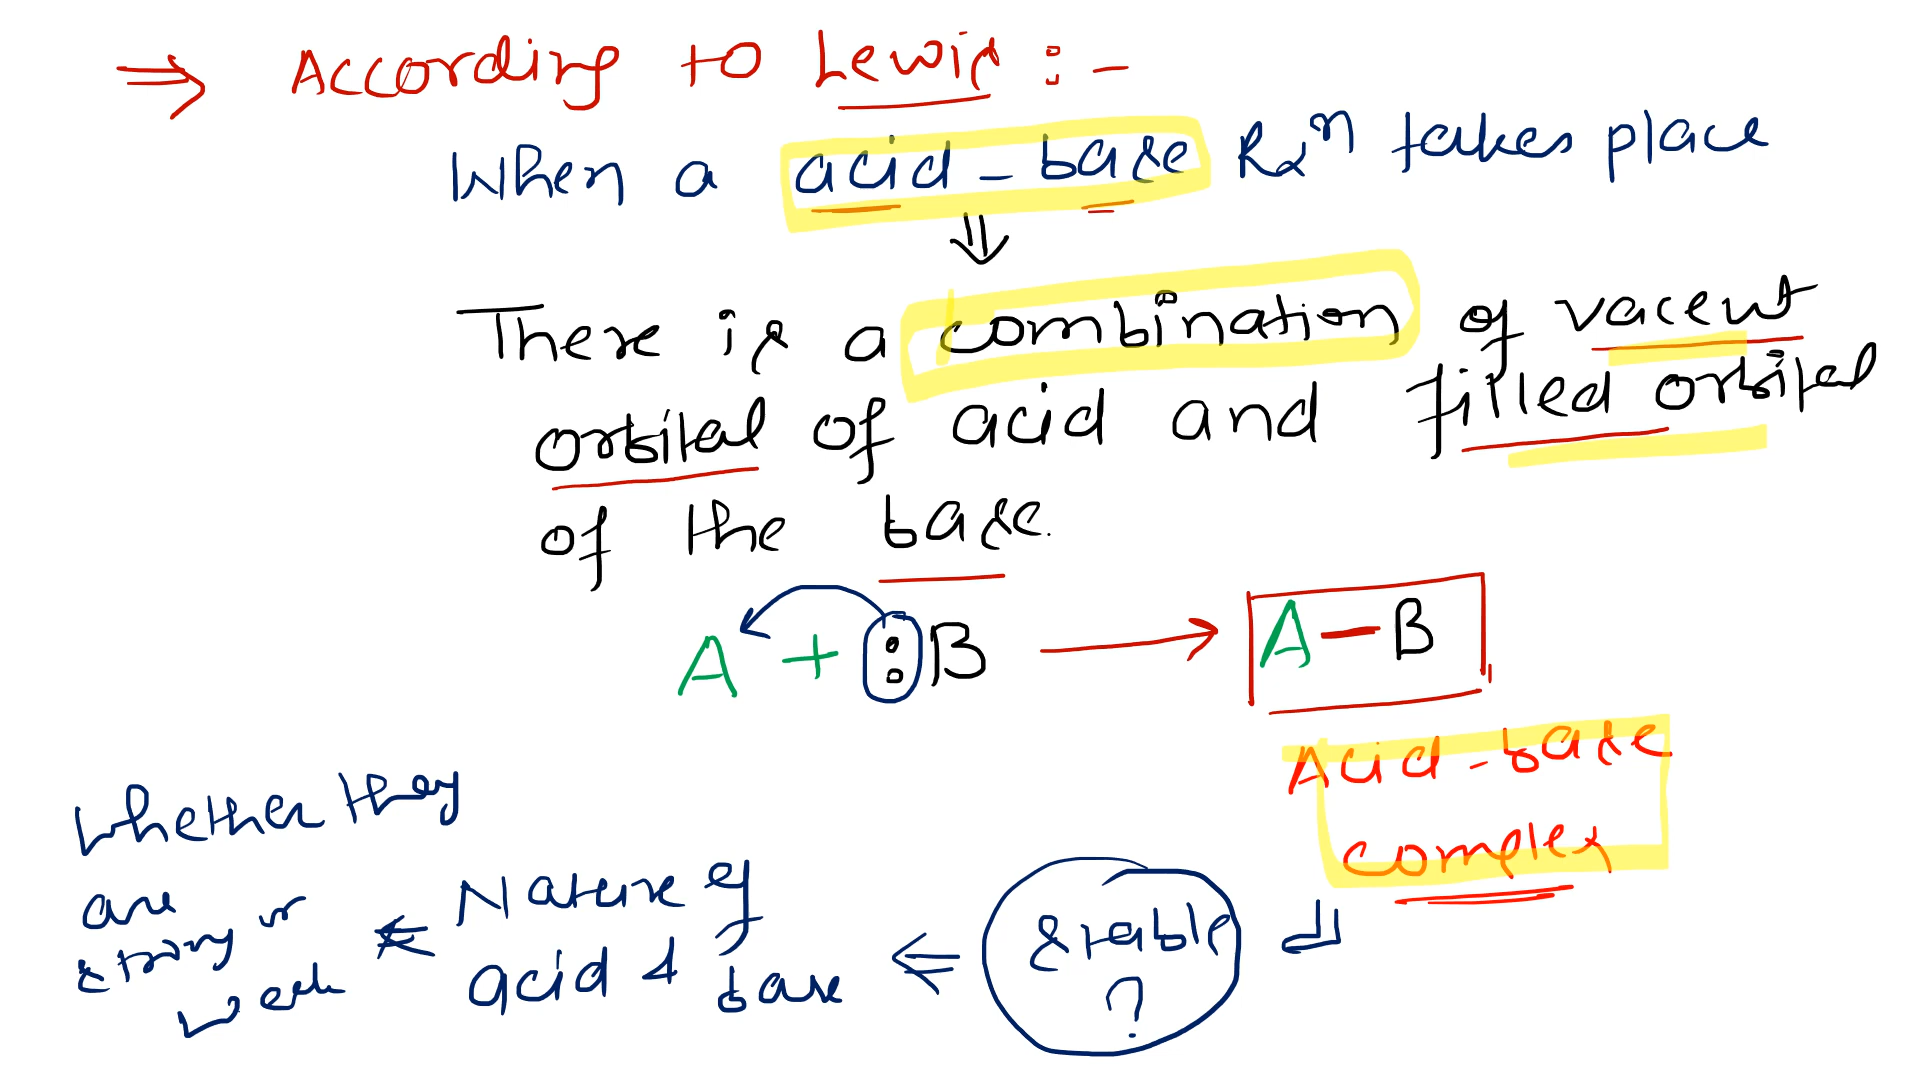 ⇒ According to Lewis :-
When a acid - base Rxⁿ takes place
⇓
There is a combination of vacent
orbital of acid and filled orbital
of the base.
A + :B → A - B
Acid - base
complex
⇓
stable
?
⇐
Nature of
acid & base
⇐
Whether they
are
strong or
weak